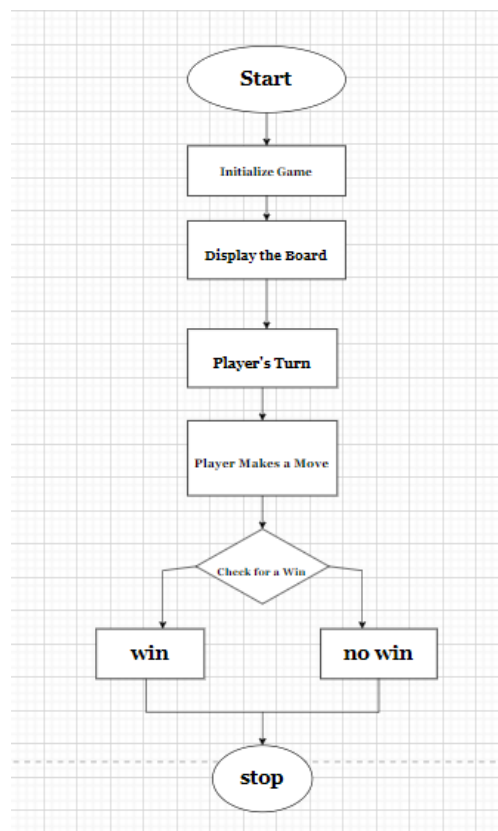 Start
Initialize Game
Display the Board
Player's Turn
Player Makes a Move
Check for a Win
win
no win
stop